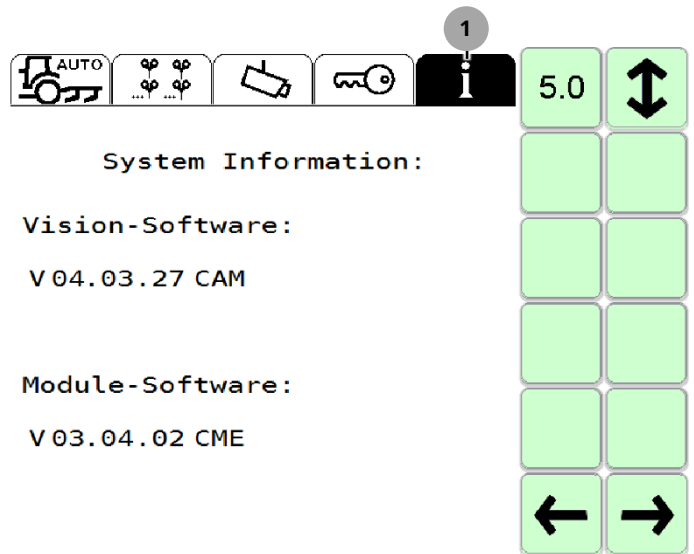 1
AUTO
i
5.0
System Information:
Vision-Software:
V 04.03.27 CAM
Module-Software:
V 03.04.02 CME